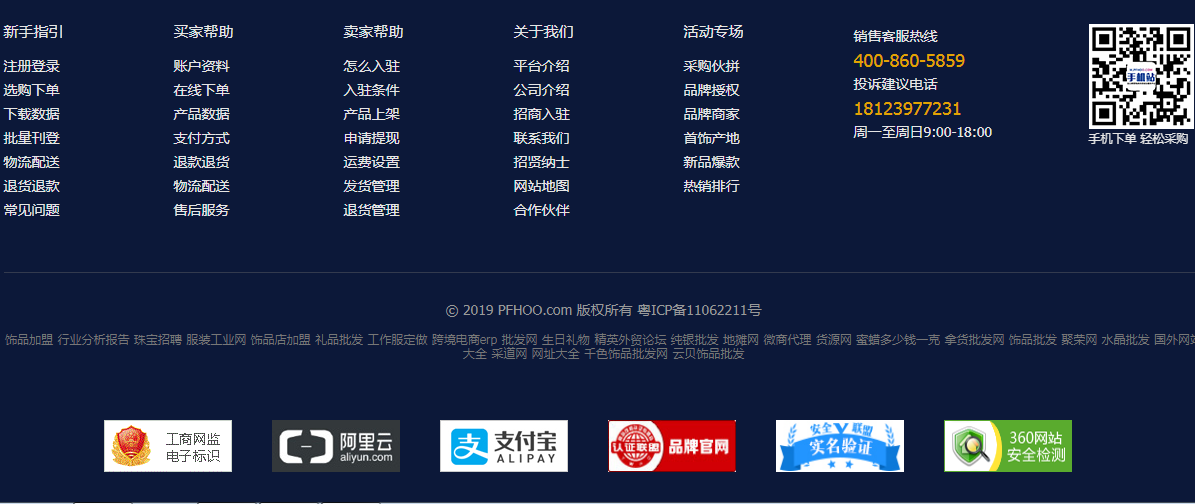 新手指引
注册登录
选购下单
下载数据
批量刊登
物流配送
退货退款
常见问题
买家帮助
账户资料
在线下单
产品数据
支付方式
退款退货
物流配送
售后服务
卖家帮助
怎么入驻
入驻条件
产品上架
申请提现
运费设置
发货管理
退货管理
关于我们
平台介绍
公司介绍
招商入驻
联系我们
招贤纳士
网站地图
合作伙伴
活动专场
采购伙拼
品牌授权
品牌商家
首饰产地
新品爆款
热销排行
销售客服热线
400-860-5859
投诉建议电话
18123977231
周一至周日9:00-18:00
手机站
手机下单 轻松采购
© 2019 PFHOO.com 版权所有 粤ICP备11062211号
饰品加盟 行业分析报告 珠宝招聘 服装工业网 饰品店加盟 礼品批发 工作服定做 跨境电商erp 批发网 生日礼物 精英外贸论坛 纯银批发 地摊网 微商代理 货源网 蜜蜡多少钱一克 拿货批发网 饰品批发 聚荣网 水晶批发 国外网站
大全 采道网 网址大全 千色饰品批发网 云贝饰品批发
工商网监
电子标识
阿里云
aliyun.com
支付宝
ALIPAY
认证联盟
品牌官网
安全联盟
实名验证
360网站
安全检测